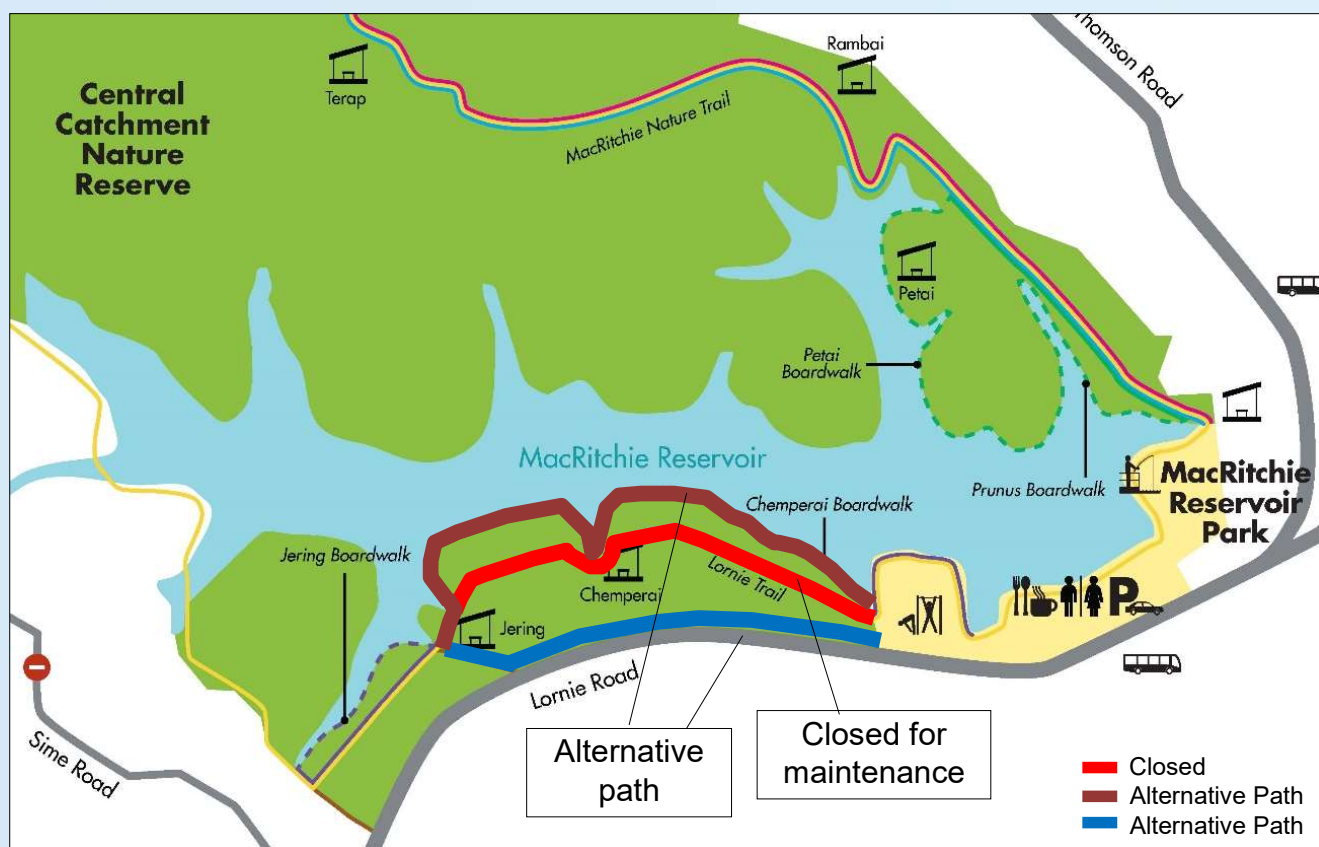 Central
Catchment
Nature
Reserve
Terap
Rambai
Thomson Road
MacRitchie Nature Trail
Petai
Petai
Boardwalk
MacRitchie Reservoir
Prunus Boardwalk
MacRitchie
Reservoir
Park
Chemperai Boardwalk
Jering Boardwalk
Chemperai
Lornie Trail
Jering
P
Lornie Road
Sime Road
Alternative
path
Closed for
maintenance
Closed
Alternative Path
Alternative Path